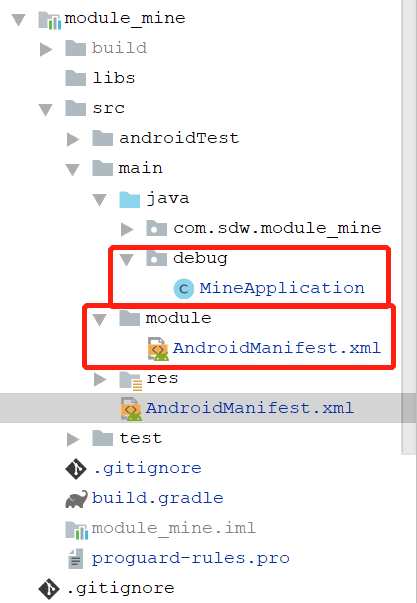 module_mine
build
libs
src
androidTest
main
java
com.sdw.module_mine
debug
MineApplication
module
AndroidManifest.xml
res
AndroidManifest.xml
test
.gitignore
build.gradle
module_mine.iml
proguard-rules.pro
.gitignore